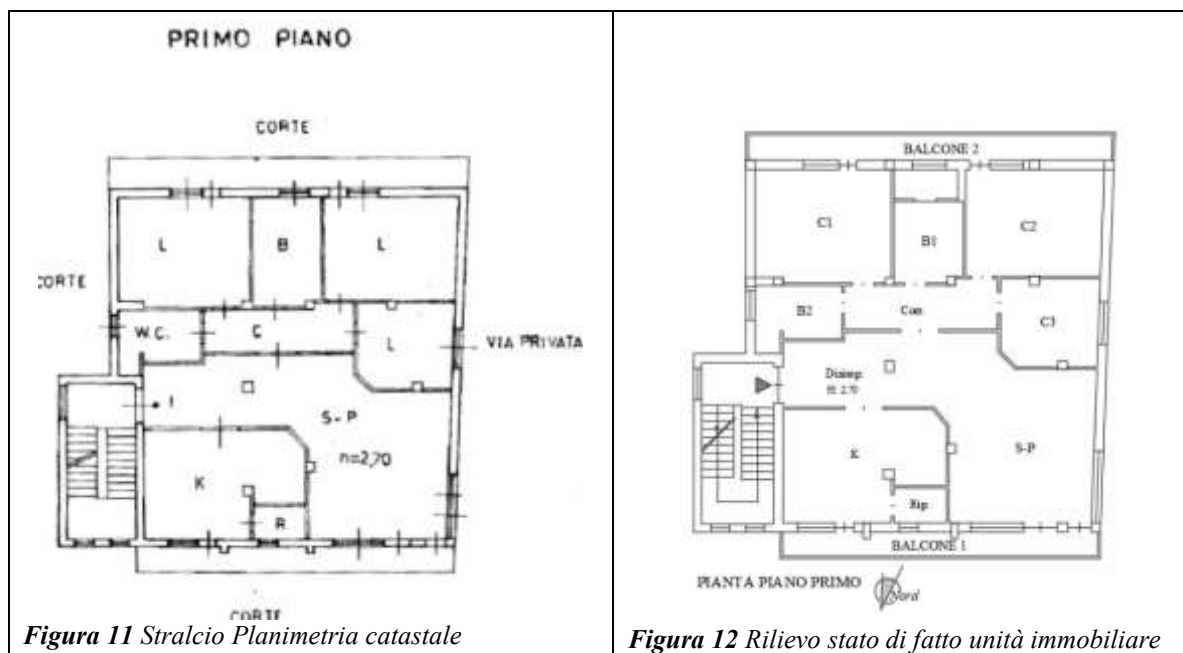 PRIMO PIANO
CORTE
L
B
L
CORTE
W.C.
C
L
VIA PRIVATA
I
S-P
h=2,70
K
R
CORTE
Figura 11 Stralcio Planimetria catastale
BALCONE 2
C1
B1
C2
B2
Corr.
C3
Disimp.
H: 2.70
K
S-P
Rip
BALCONE 1
PIANTA PIANO PRIMO
Nord
Figura 12 Rilievo stato di fatto unità immobiliare